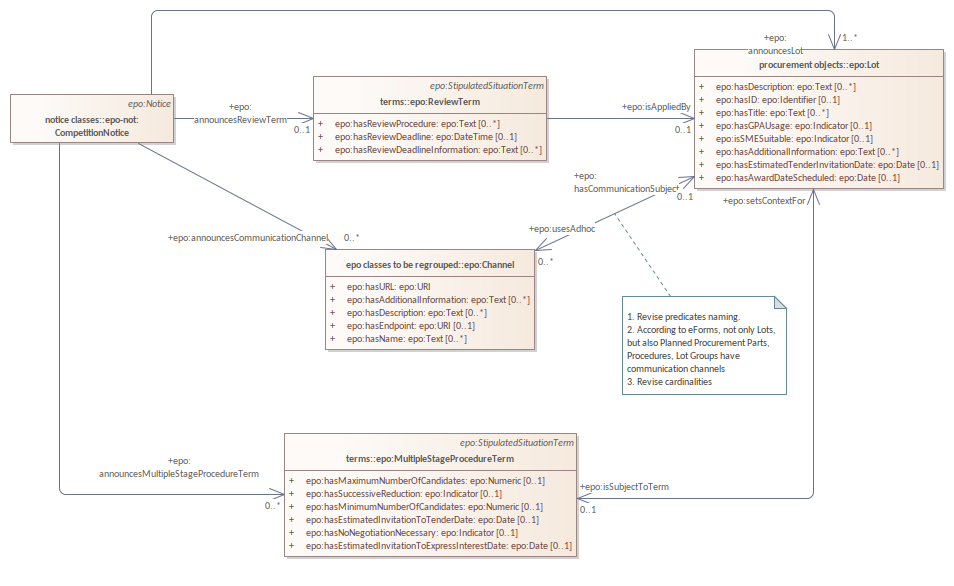 +epo:
announcesLot
1..*
procurement objects::epo:Lot
+ epo:hasDescription: epo:Text [0..*]
+ epo:hasID: epo:Identifier [0..1]
+ epo:hasTitle: epo:Text [0..*]
+ epo:hasGPAUsage: epo:Indicator [0..1]
+ epo:isSMESuitable: epo:Indicator [0..1]
+ epo:hasAdditionalInformation: epo:Text [0..*]
+ epo:hasEstimatedTenderInvitationDate: epo:Date [0..1]
+ epo:hasAwardDateScheduled: epo:Date [0..1]
epo:Notice
notice classes::epo-not:
CompetitionNotice
+epo:
announcesReviewTerm
0..1
epo:StipulatedSituationTerm
terms::epo:ReviewTerm
+ epo:hasReviewProcedure: epo:Text [0..*]
+ epo:hasReviewDeadline: epo:DateTime [0..1]
+ epo:hasReviewDeadlineInformation: epo:Text [0..*]
+epo:isAppliedBy
0..1
+epo:
hasCommunicationSubject
0..1
+epo:setsContextFor
+epo:usesAdhoc
0..*
+epo:announcesCommunicationChannel
0..*
epo classes to be regrouped::epo:Channel
+ epo:hasURL: epo:URI
+ epo:hasAdditionalInformation: epo:Text [0..*]
+ epo:hasDescription: epo:Text [0..*]
+ epo:hasEndpoint: epo:URI [0..1]
+ epo:hasName: epo:Text [0..*]
1. Revise predicates naming.
2. According to eForms, not only Lots,
but also Planned Procurement Parts,
Procedures, Lot Groups have
communication channels
3. Revise cardinalities
+epo:
announcesMultipleStageProcedureTerm
0..*
epo:StipulatedSituationTerm
terms::epo:MultipleStageProcedureTerm
+ epo:hasMaximumNumberOfCandidates: epo:Numeric [0..1]
+ epo:hasSuccessiveReduction: epo:Indicator [0..1]
+ epo:hasMinimumNumberOfCandidates: epo:Numeric [0..1]
+ epo:hasEstimatedInvitationToTenderDate: epo:Date [0..1]
+ epo:hasNoNegotiationNecessary: epo:Indicator [0..1]
+ epo:hasEstimatedInvitationToExpressInterestDate: epo:Date [0..1]
+epo:isSubjectToTerm
0..1